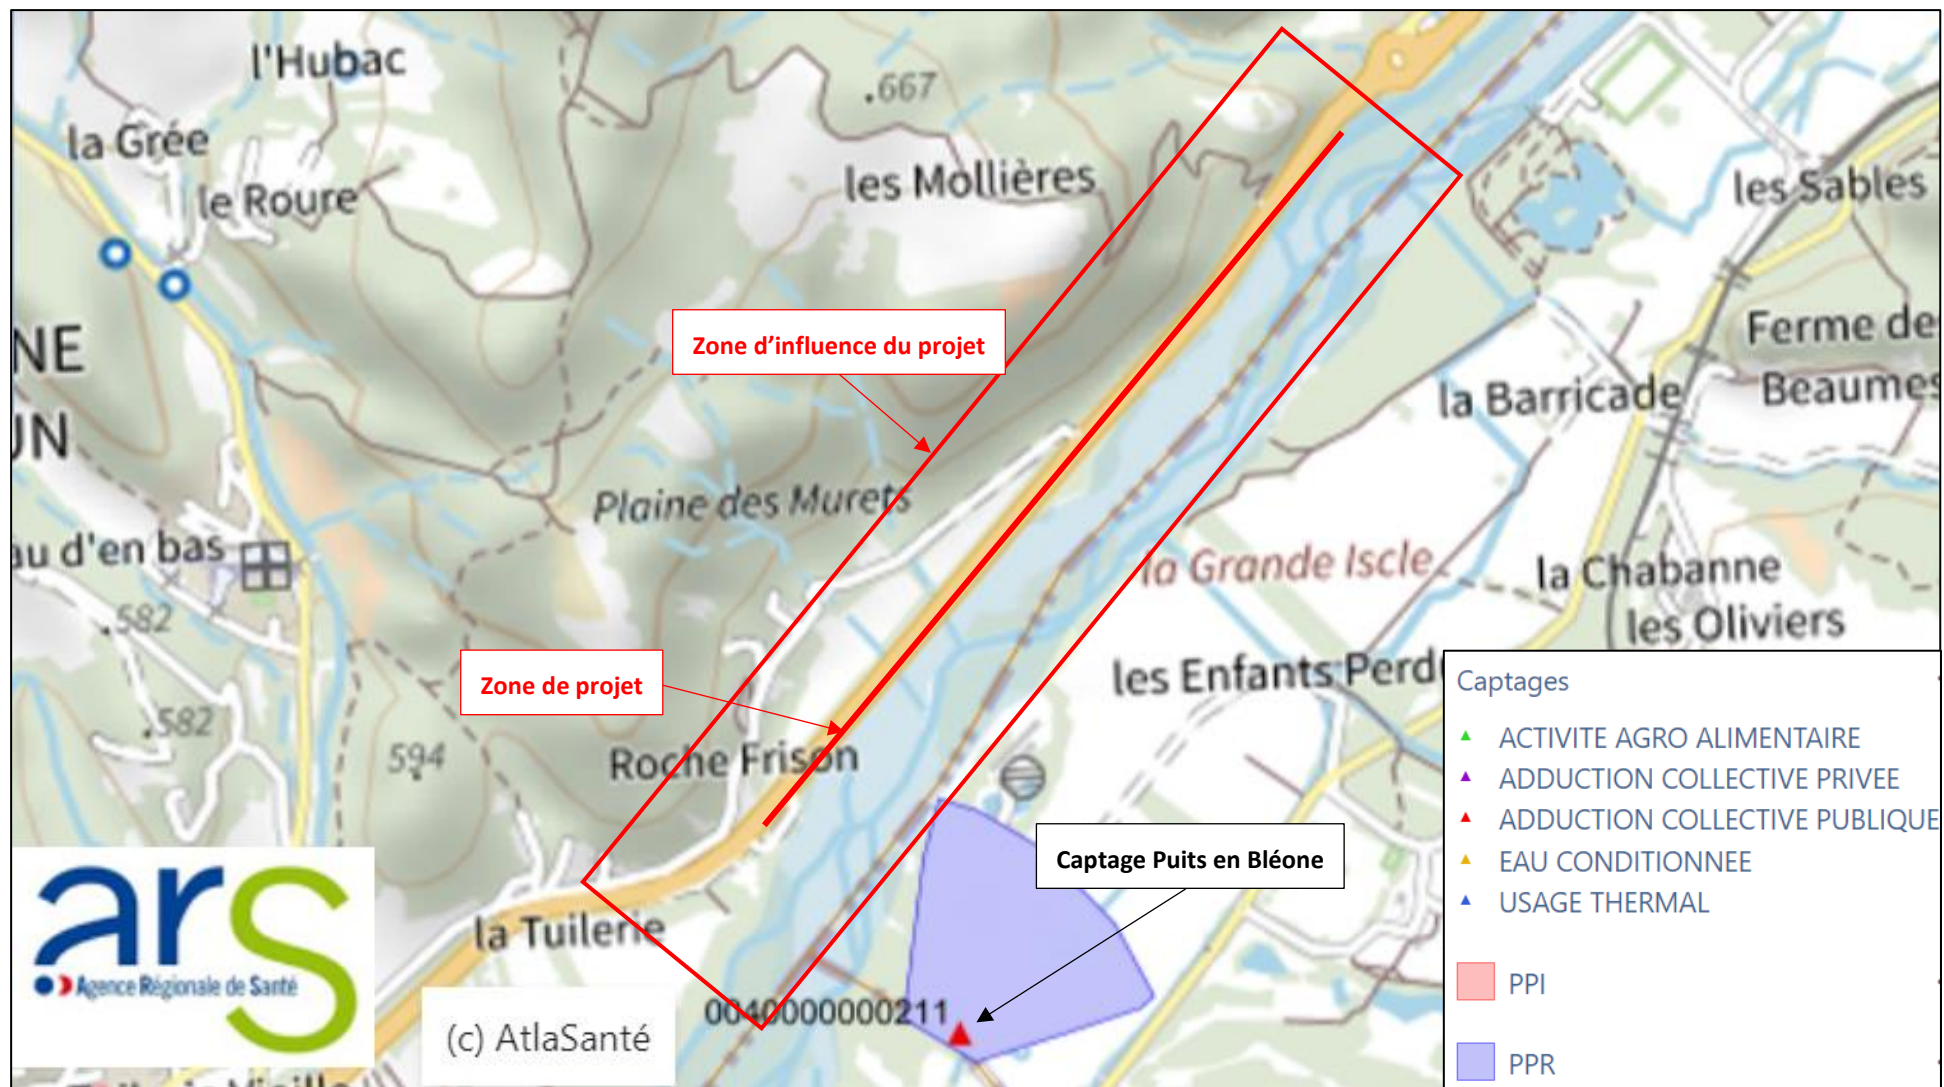 l'Hubac
.667
la Grée
les Mollières
le Roure
les Sables
Zone d'influence du projet
NE
UN
Ferme de
Beaumes
la Barricade
Plaine des Murets
au d'en bas
la Grande Iscle
la Chabanne
.582
les Oliviers
les Enfants Perd
Zone de projet
.582
594
Roche Frison
Captage Puits en Bléone
la Tuilerie
0040000000211
ars
Agence Régionale de Santé
(c) AtlaSanté
Captages
ACTIVITE AGRO ALIMENTAIRE
ADDUCTION COLLECTIVE PRIVEE
ADDUCTION COLLECTIVE PUBLIQUE
EAU CONDITIONNEE
USAGE THERMAL
PPI
PPR